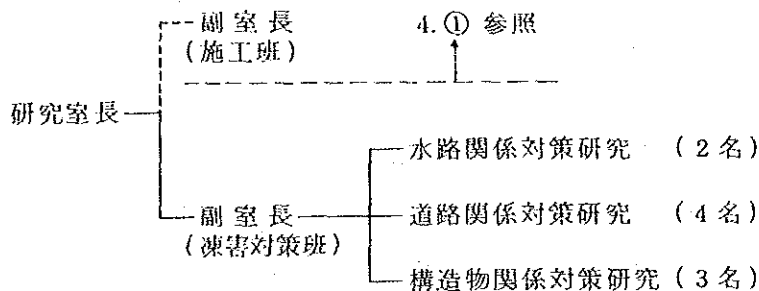 副室長 4.① 参照
(施工班)
研究室長
水路関係対策研究 (2名)
副室長 道路関係対策研究 (4名)
(凍害対策班)
構造物関係対策研究 (3名)